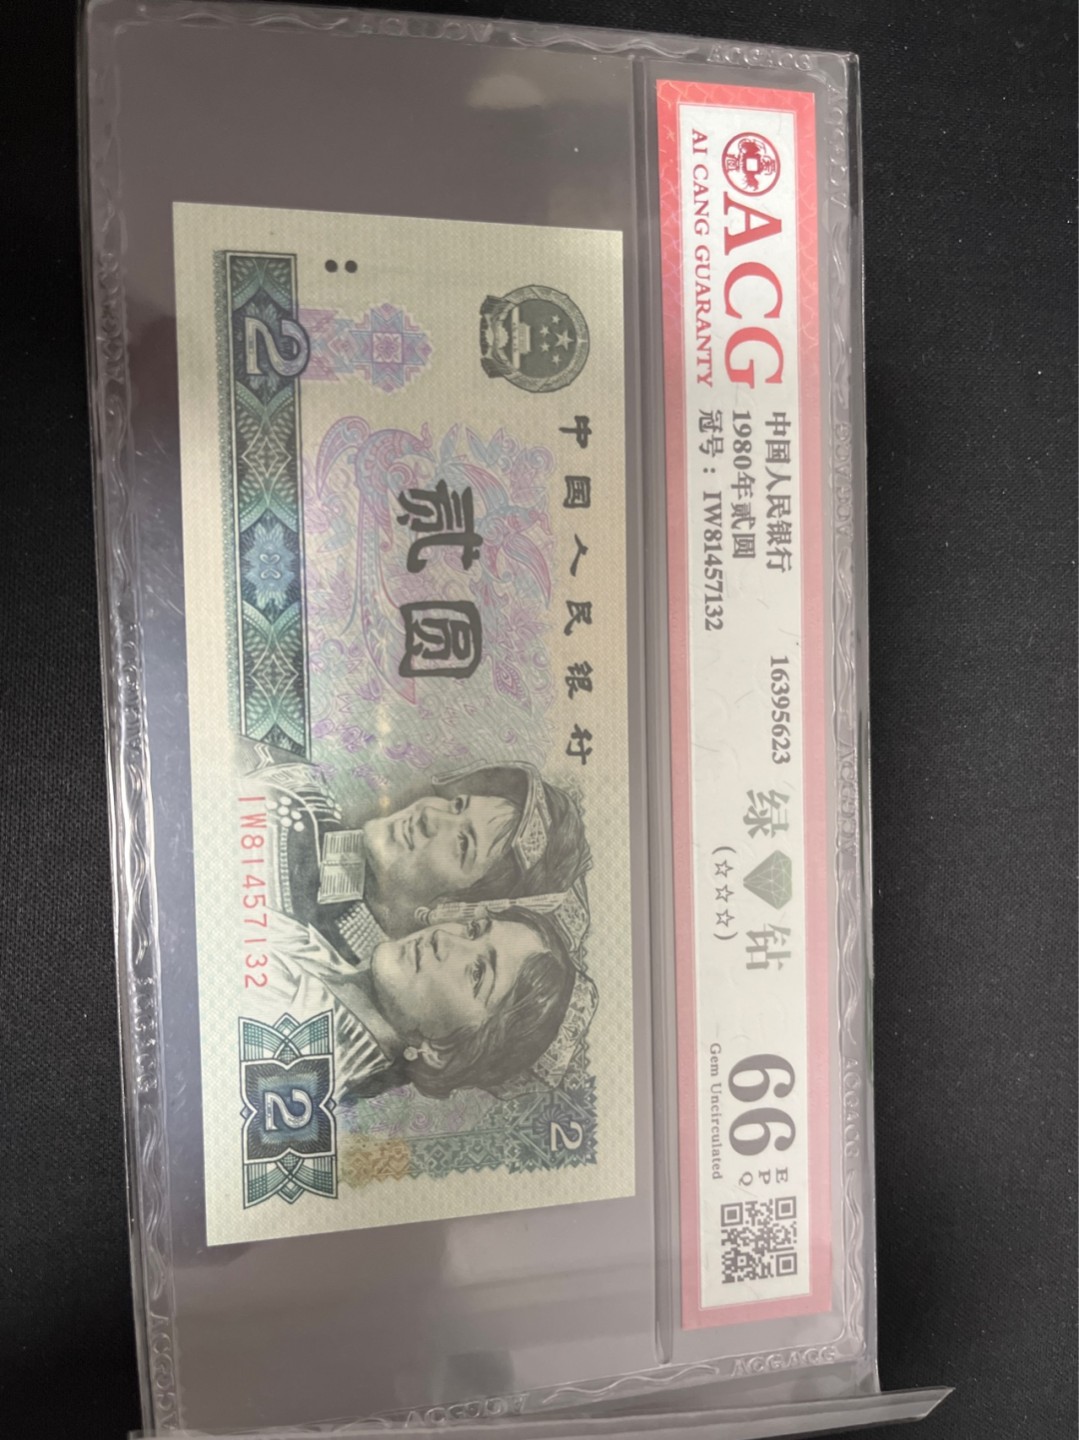 ACG
AI CANG GUARANTY
中国人民银行
1980年贰圆
冠号：IW81457132
16395623
绿 钻
(☆☆☆)
66
E
P
Q
Gem Uncirculated
中国人民银行
贰圆
2
IW81457132
2
2
ACGACG
ACGACG